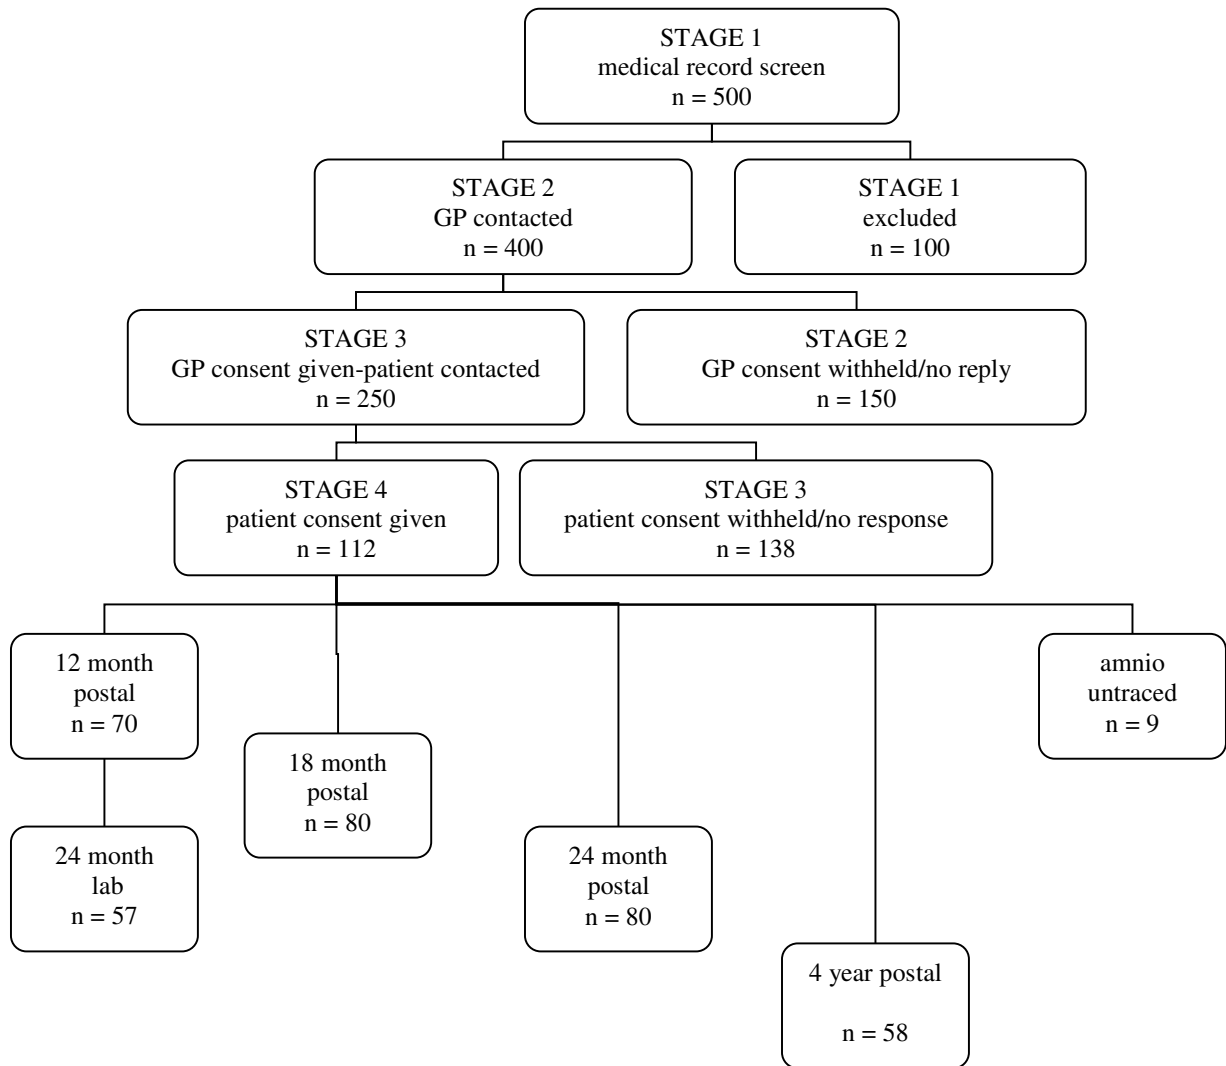 STAGE 1
medical record screen
n = 500
STAGE 2
GP contacted
n = 400
STAGE 1
excluded
n = 100
STAGE 3
GP consent given-patient contacted
n = 250
STAGE 2
GP consent withheld/no reply
n = 150
STAGE 4
patient consent given
n = 112
STAGE 3
patient consent withheld/no response
n = 138
12 month
postal
n = 70
18 month
postal
n = 80
24 month
lab
n = 57
24 month
postal
n = 80
4 year postal
n = 58
amnio
untraced
n = 9